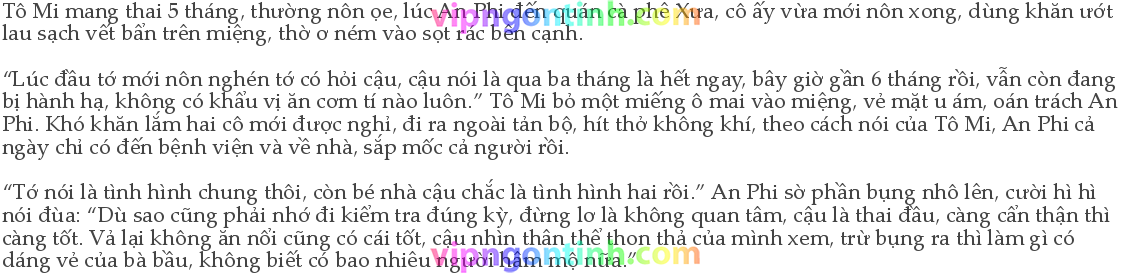 Tô Mi mang thai 5 tháng, thường nôn ọe, lúc An Phi đến quán cà phê Xưa, cô ấy vừa mới nôn xong, dùng khăn ướt
vipngontinh.com
lau sạch vết bẩn trên miệng, thờ ơ ném vào sọt rác bên cạnh.
“Lúc đầu tớ mới nôn nghén tớ có hỏi cậu, cậu nói là qua ba tháng là hết ngay, bây giờ gần 6 tháng rồi, vẫn còn đang
bị hành hạ, không có khẩu vị ăn cơm tí nào luôn.” Tô Mi bỏ một miếng ô mai vào miệng, vẻ mặt u ám, oán trách An
Phi. Khó khăn lắm hai cô mới được nghỉ, đi ra ngoài tản bộ, hít thở không khí, theo cách nói của Tô Mi, An Phi cả
ngày chỉ có đến bệnh viện và về nhà, sắp mốc cả người rồi.
“Tớ nói là tình hình chung thôi, còn bé nhà cậu chắc là tình hình hai rồi.” An Phi sờ phần bụng nhô lên, cười hì hì
nói đùa: “Dù sao cũng phải nhớ đi kiểm tra đúng kỳ, đừng lơ là không quan tâm, cậu là thai đầu, càng cẩn thận thì
càng tốt. Vả lại không ăn nổi cũng có cái tốt, cậu nhìn thân thể thon thả của mình xem, trừ bụng ra thì làm gì có
vipngontinh.com
dáng vẻ của bà bầu, không biết có bao nhiêu người hâm mộ nữa.”